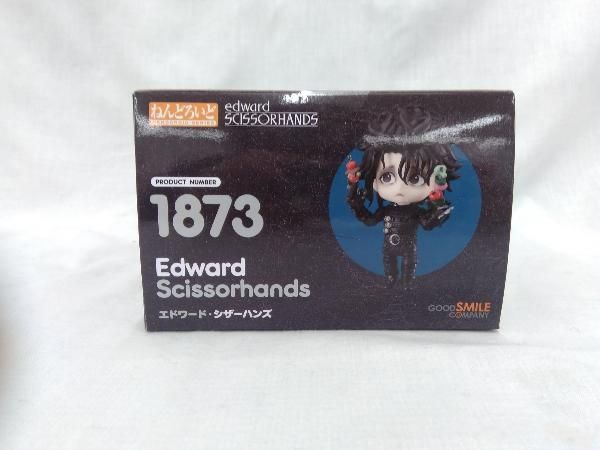 ねんどろいど
NENDOROID SERIES
edward
SCISSORHANDS
PRODUCT NUMBER
1873
Edward
Scissorhands
エドワード・シザーハンズ
GOOD SMILE
COMPANY